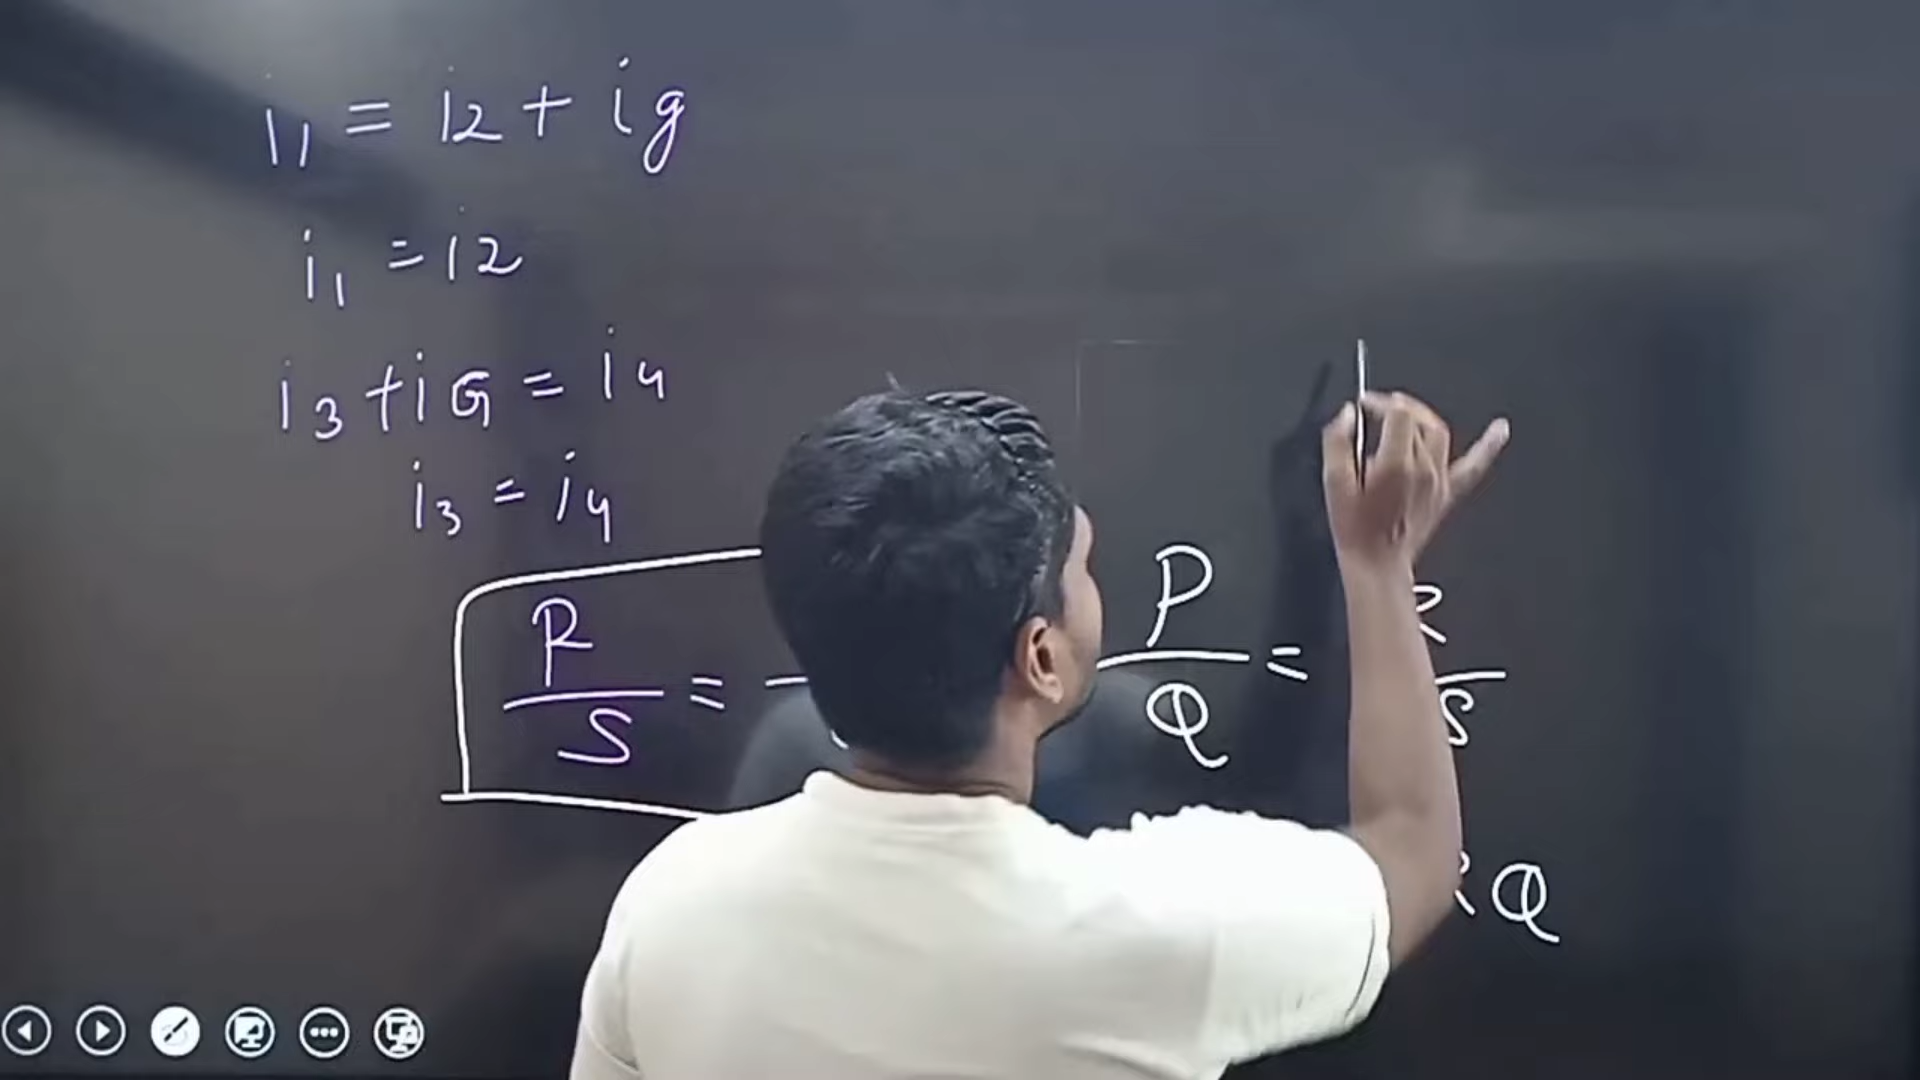 i1 = i2 + ig
i1 = i2
i3 + iG = i4
i3 = i4
R/S =
P/Q = R/S
Q